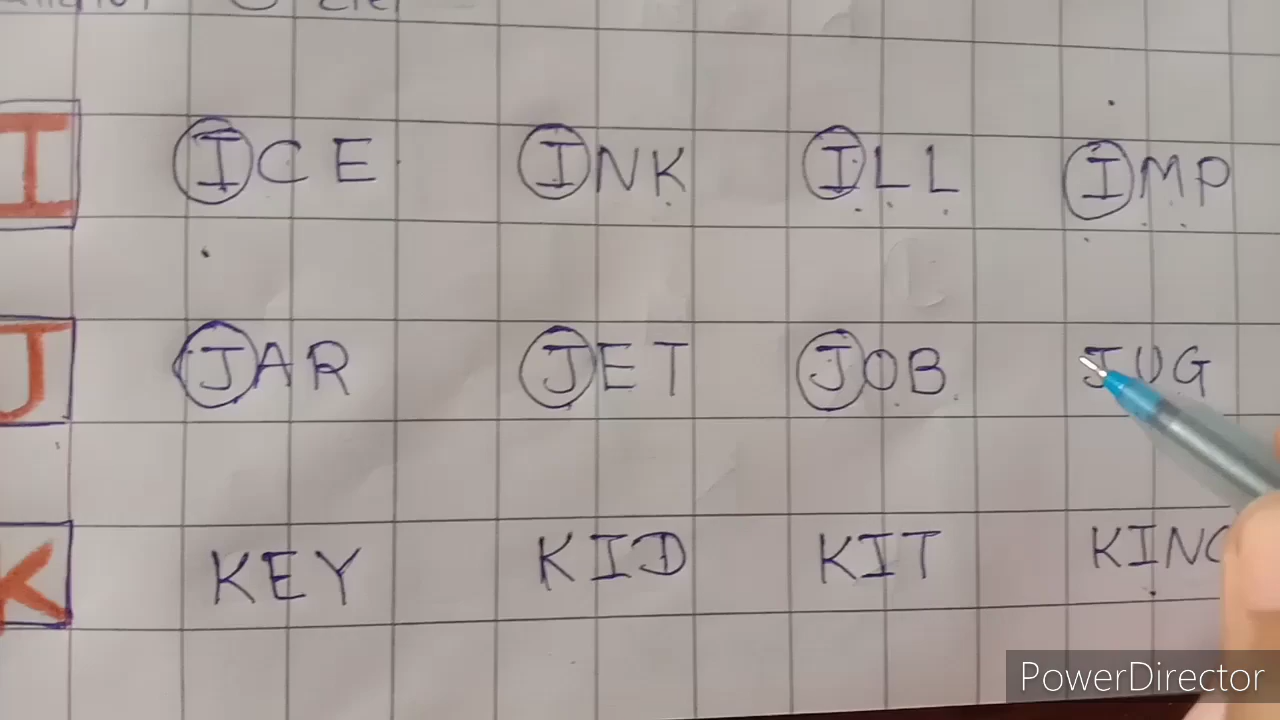 I ICE INK ILL IMP
J JAR JET JOB JUG
K KEY KID KIT
PowerDirector